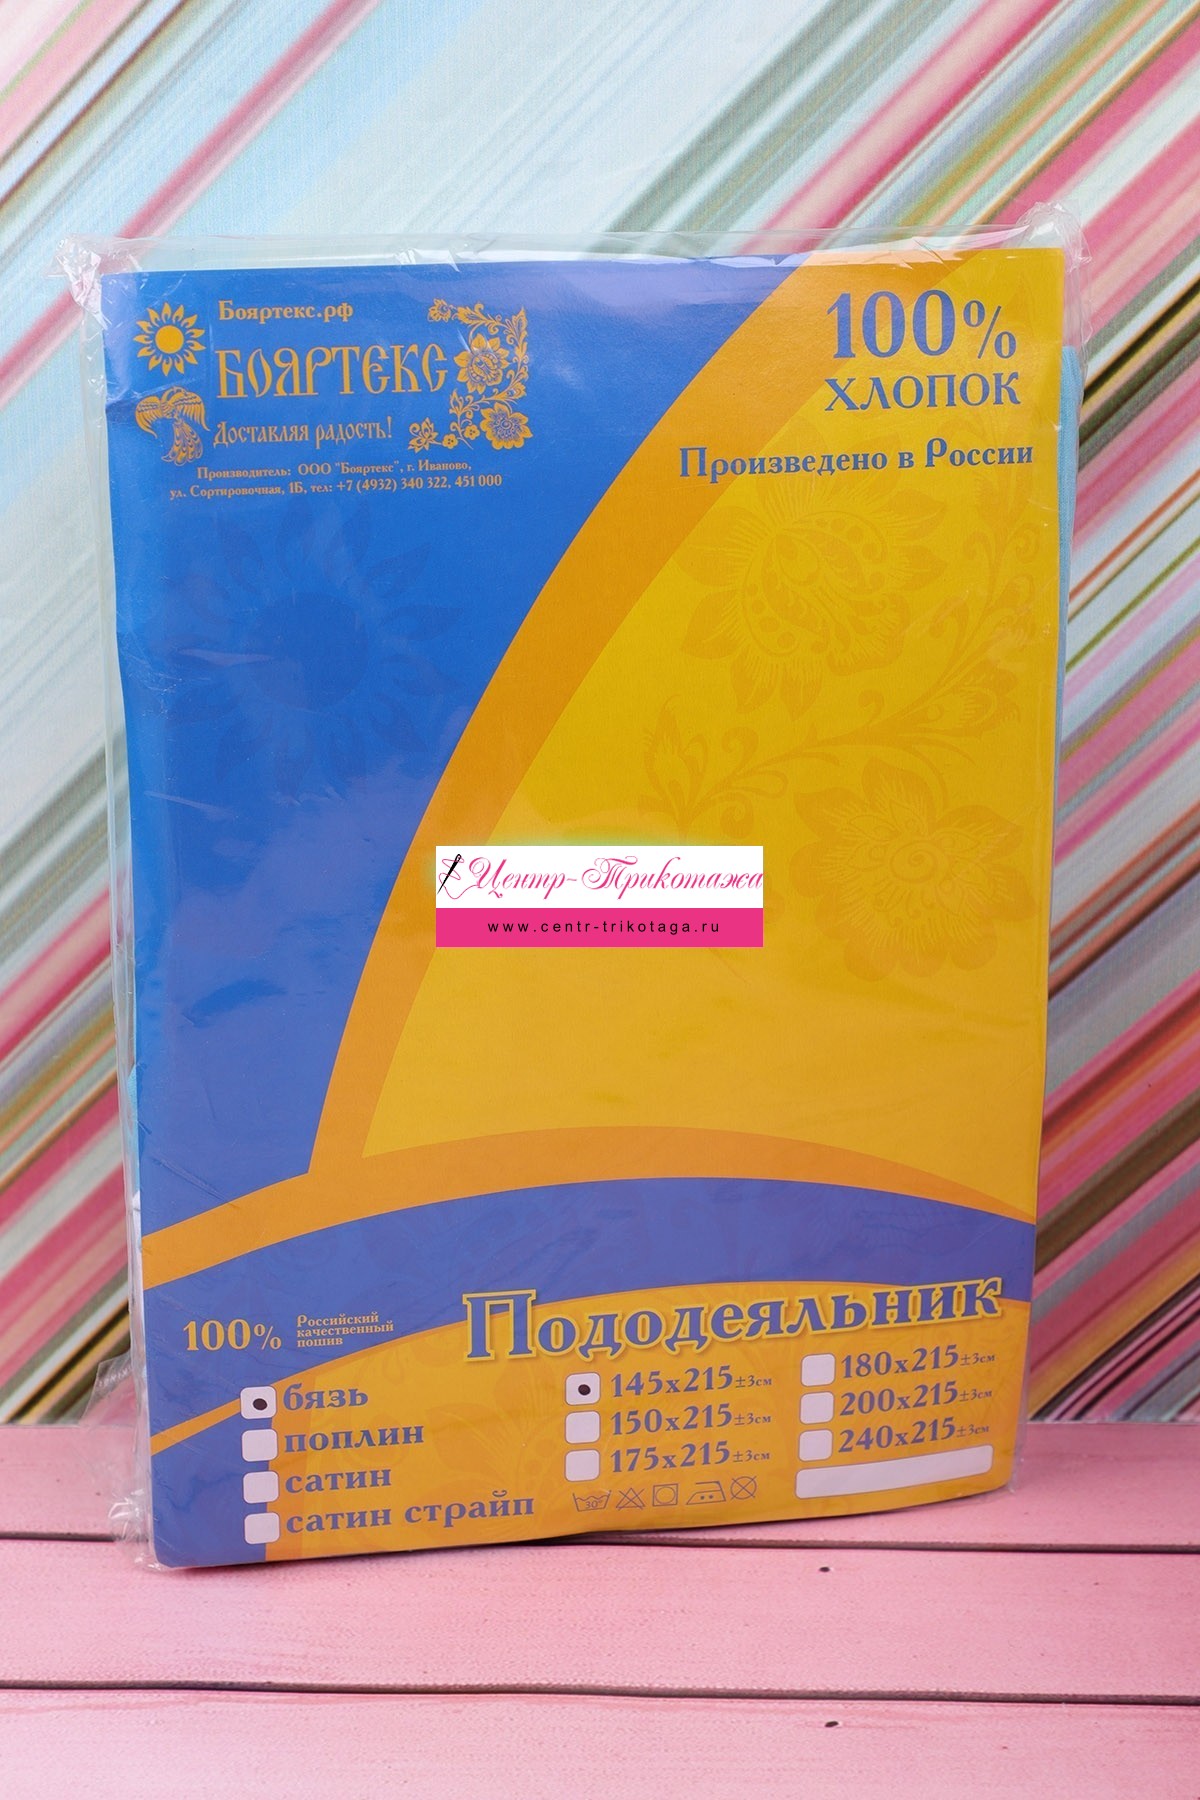 Бояртекс.рф
БОЯРТЕКС
Доставляя радость!
Производитель: ООО "Бояртекс", г. Иваново,
ул. Сортировочная, 1Б, тел: +7 (4932) 340 322, 451 000
100%
ХЛОПОК
Произведено в России
Центр-Трикотажа
www.centr-trikotaga.ru
100% Российский
качественный
пошив
Пододеяльник
бязь
поплин
сатин
сатин страйп
145x215±3см
150x215±3см
175x215±3см
180x215±3см
200x215±3см
240x215±3см
30°